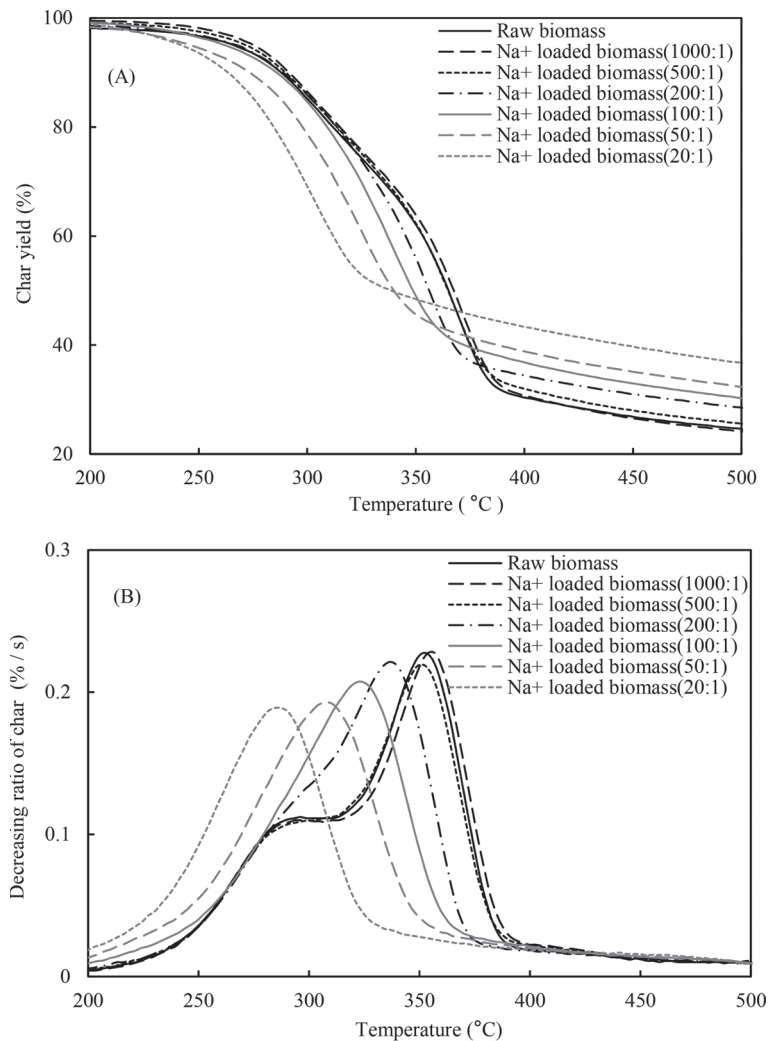 100
80
60
40
20
Char yield (%)
(A)
Raw biomass
Na+ loaded biomass(1000:1)
Na+ loaded biomass(500:1)
Na+ loaded biomass(200:1)
Na+ loaded biomass(100:1)
Na+ loaded biomass(50:1)
Na+ loaded biomass(20:1)
200 250 300 350 400 450 500
Temperature ( °C )
0.3
0.2
0.1
0
Decreasing ratio of char (% / s)
(B)
Raw biomass
Na+ loaded biomass(1000:1)
Na+ loaded biomass(500:1)
Na+ loaded biomass(200:1)
Na+ loaded biomass(100:1)
Na+ loaded biomass(50:1)
Na+ loaded biomass(20:1)
200 250 300 350 400 450 500
Temperature (°C)